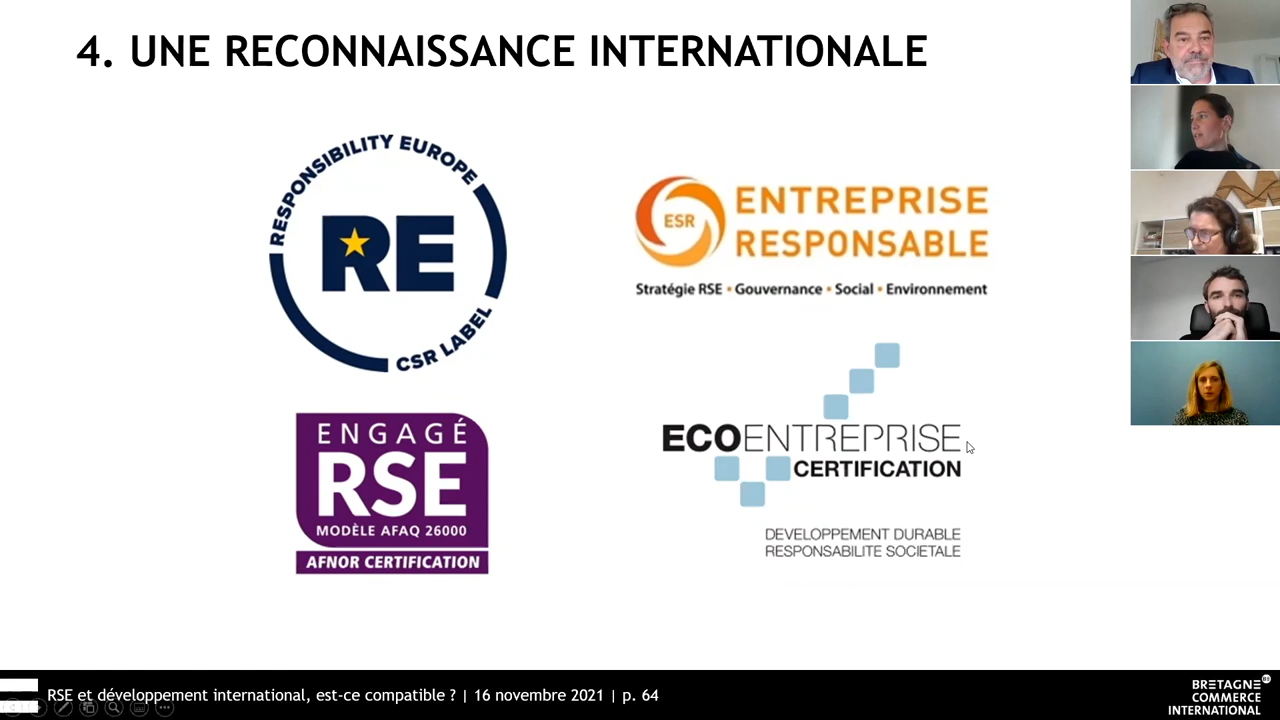 4. UNE RECONNAISSANCE INTERNATIONALE
RESPONSIBILITY EUROPE
RE
CSR LABEL
ESR
ENTREPRISE
RESPONSABLE
Stratégie RSE • Gouvernance • Social • Environnement
ENGAGÉ
RSE
MODÈLE AFAQ 26000
AFNOR CERTIFICATION
ECOENTREPRISE
CERTIFICATION
DEVELOPPEMENT DURABLE
RESPONSABILITE SOCIETALE
RSE et développement international, est-ce compatible ? | 16 novembre 2021 | p. 64
BRETAGNE
COMMERCE
INTERNATIONAL